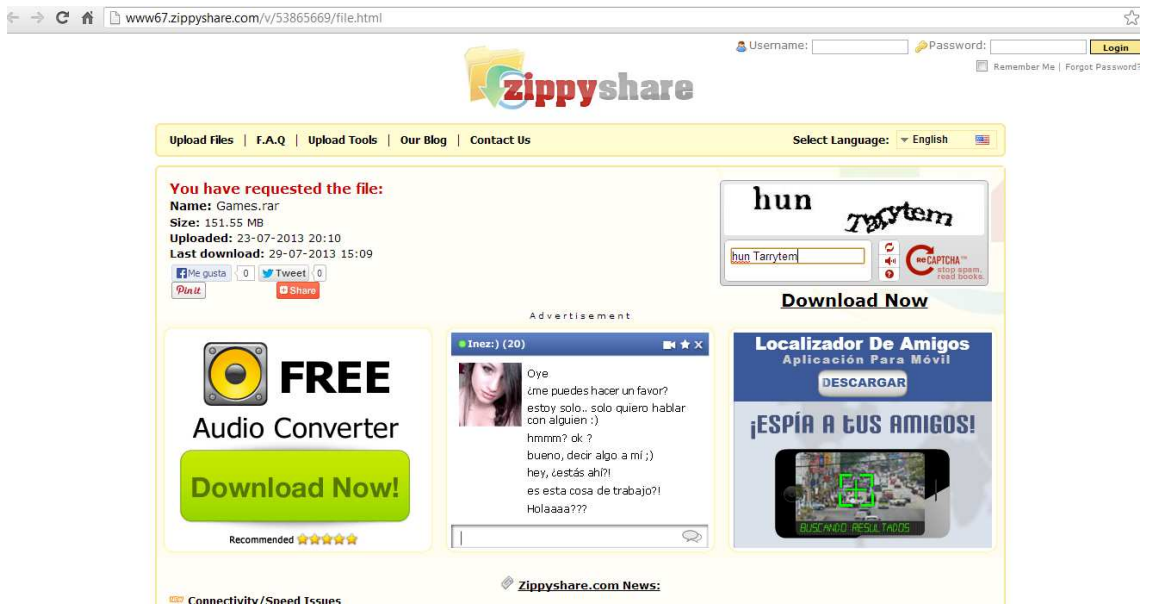 www67.zippyshare.com/v/53865669/file.html
Username:
Password:
Login
Remember Me | Forgot Password?
zippyshare
Upload Files | F.A.Q | Upload Tools | Our Blog | Contact Us
Select Language: English
You have requested the file:
Name: Games.rar
Size: 151.55 MB
Uploaded: 23-07-2013 20:10
Last download: 29-07-2013 15:09
Me gusta 0 Tweet 0
Pin it Share
hun Tarrytem
hun Tarrytem
reCAPTCHA™
stop spam.
read books.
Download Now
Advertisement
FREE
Audio Converter
Download Now!
Recommended
Inez:) (20)
Oye
¿me puedes hacer un favor?
estoy solo.. solo quiero hablar
con alguien :)
hmmm? ok ?
bueno, decir algo a mí ;)
hey, ¿estás ahí?!
es esta cosa de trabajo?!
Holaaaa???
Localizador De Amigos
Aplicación Para Móvil
DESCARGAR
¡ESPÍA A tUS AMIGOS!
BUSCANDO RESULTADOS
Zippyshare.com News:
Connectivity/Speed Issues